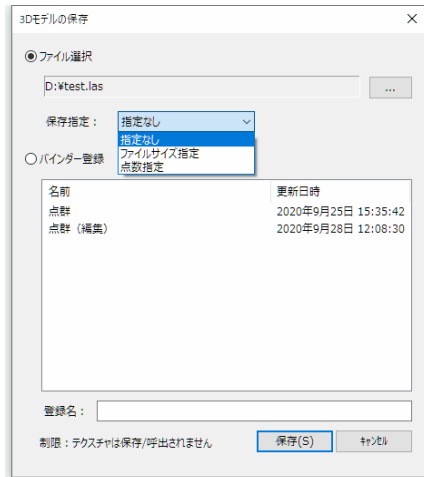 3Dモデルの保存
ファイル選択
D:¥test.las
...
保存指定： 指定なし
指定なし
ファイルサイズ指定
点数指定
バインダー登録
名前 更新日時
点群 2020年9月25日 15:35:42
点群（編集） 2020年9月28日 12:08:30
登録名：
制限：テクスチャは保存/呼出されません 保存(S) ｷｬﾝｾﾙ